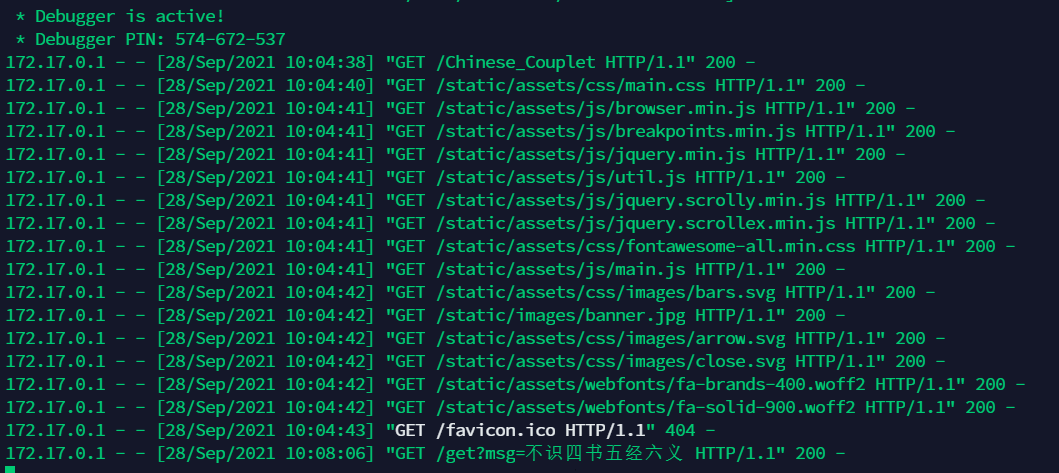 * Debugger is active!
* Debugger PIN: 574-672-537
172.17.0.1 - - [28/Sep/2021 10:04:38] "GET /Chinese_Couplet HTTP/1.1" 200 -
172.17.0.1 - - [28/Sep/2021 10:04:40] "GET /static/assets/css/main.css HTTP/1.1" 200 -
172.17.0.1 - - [28/Sep/2021 10:04:41] "GET /static/assets/js/browser.min.js HTTP/1.1" 200 -
172.17.0.1 - - [28/Sep/2021 10:04:41] "GET /static/assets/js/breakpoints.min.js HTTP/1.1" 200 -
172.17.0.1 - - [28/Sep/2021 10:04:41] "GET /static/assets/js/jquery.min.js HTTP/1.1" 200 -
172.17.0.1 - - [28/Sep/2021 10:04:41] "GET /static/assets/js/util.js HTTP/1.1" 200 -
172.17.0.1 - - [28/Sep/2021 10:04:41] "GET /static/assets/js/jquery.scrolly.min.js HTTP/1.1" 200 -
172.17.0.1 - - [28/Sep/2021 10:04:41] "GET /static/assets/js/jquery.scrollex.min.js HTTP/1.1" 200 -
172.17.0.1 - - [28/Sep/2021 10:04:41] "GET /static/assets/css/fontawesome-all.min.css HTTP/1.1" 200 -
172.17.0.1 - - [28/Sep/2021 10:04:41] "GET /static/assets/js/main.js HTTP/1.1" 200 -
172.17.0.1 - - [28/Sep/2021 10:04:42] "GET /static/assets/css/images/bars.svg HTTP/1.1" 200 -
172.17.0.1 - - [28/Sep/2021 10:04:42] "GET /static/images/banner.jpg HTTP/1.1" 200 -
172.17.0.1 - - [28/Sep/2021 10:04:42] "GET /static/assets/css/images/arrow.svg HTTP/1.1" 200 -
172.17.0.1 - - [28/Sep/2021 10:04:42] "GET /static/assets/css/images/close.svg HTTP/1.1" 200 -
172.17.0.1 - - [28/Sep/2021 10:04:42] "GET /static/assets/webfonts/fa-brands-400.woff2 HTTP/1.1" 200 -
172.17.0.1 - - [28/Sep/2021 10:04:42] "GET /static/assets/webfonts/fa-solid-900.woff2 HTTP/1.1" 200 -
172.17.0.1 - - [28/Sep/2021 10:04:43] "GET /favicon.ico HTTP/1.1" 404 -
172.17.0.1 - - [28/Sep/2021 10:08:06] "GET /get?msg=不识四书五经六义 HTTP/1.1" 200 -